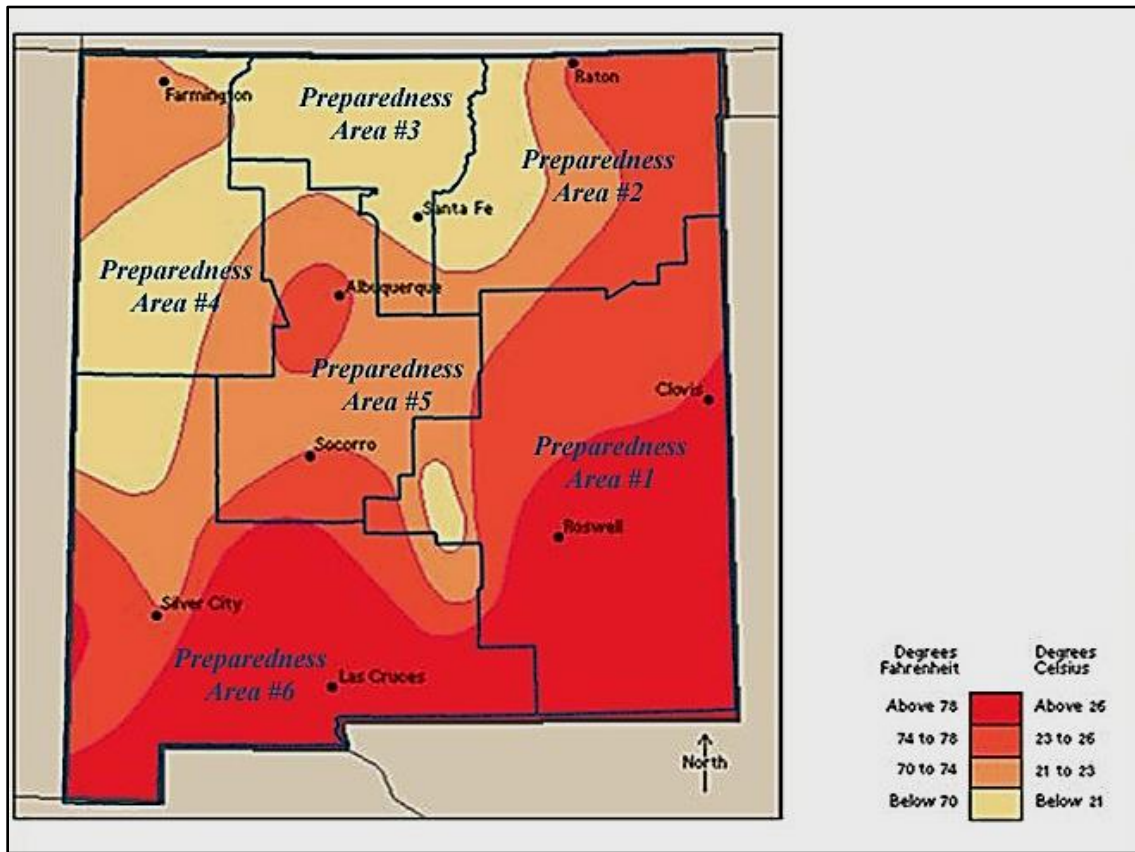 Farmington
Raton
Preparedness
Area #3
Preparedness
Area #2
Santa Fe
Preparedness
Area #4
Albuquerque
Preparedness
Area #5
Clovis
Socorro
Preparedness
Area #1
Roswell
Silver City
Preparedness
Area #6
Las Cruces
North
Degrees Fahrenheit
Degrees Celsius
Above 78 Above 26
74 to 78 23 to 26
70 to 74 21 to 23
Below 70 Below 21